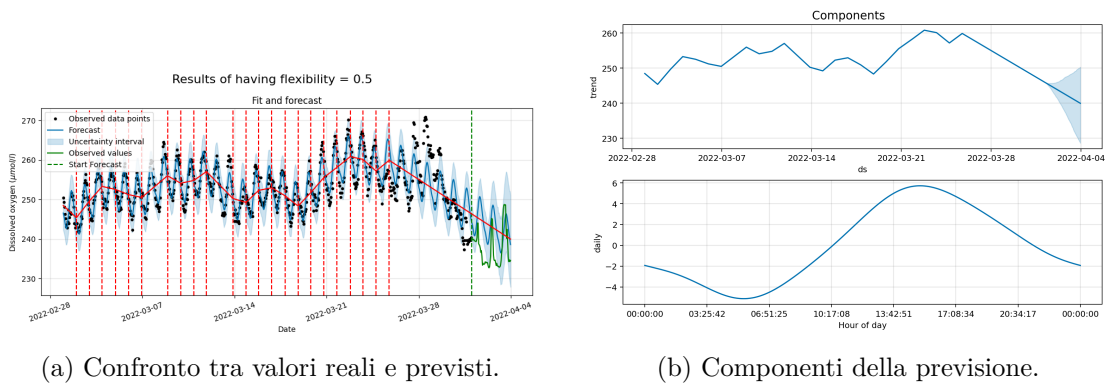 Results of having flexibility = 0.5
Fit and forecast
Observed data points
Forecast
Uncertainty interval
Observed values
Start Forecast
270
260
250
240
230
Dissolved oxygen (μmol/l)
2022-02-28
2022-03-07
2022-03-14
2022-03-21
2022-03-28
2022-04-04
Date
(a) Confronto tra valori reali e previsti.
Components
260
250
240
230
trend
2022-02-28
2022-03-07
2022-03-14
2022-03-21
2022-03-28
2022-04-04
ds
6
4
2
0
−2
−4
daily
00:00:00
03:25:42
06:51:25
10:17:08
13:42:51
17:08:34
20:34:17
00:00:00
Hour of day
(b) Componenti della previsione.